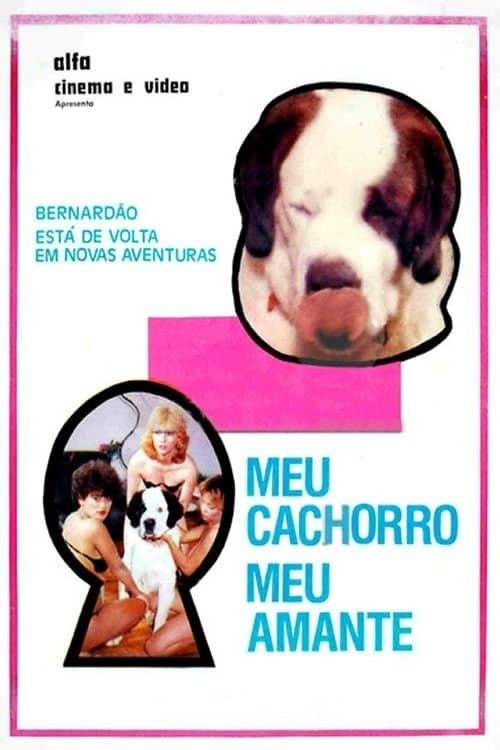 alfa
cinema e video
Apresenta
BERNARDÃO
ESTÁ DE VOLTA
EM NOVAS AVENTURAS
MEU
CACHORRO
MEU
AMANTE